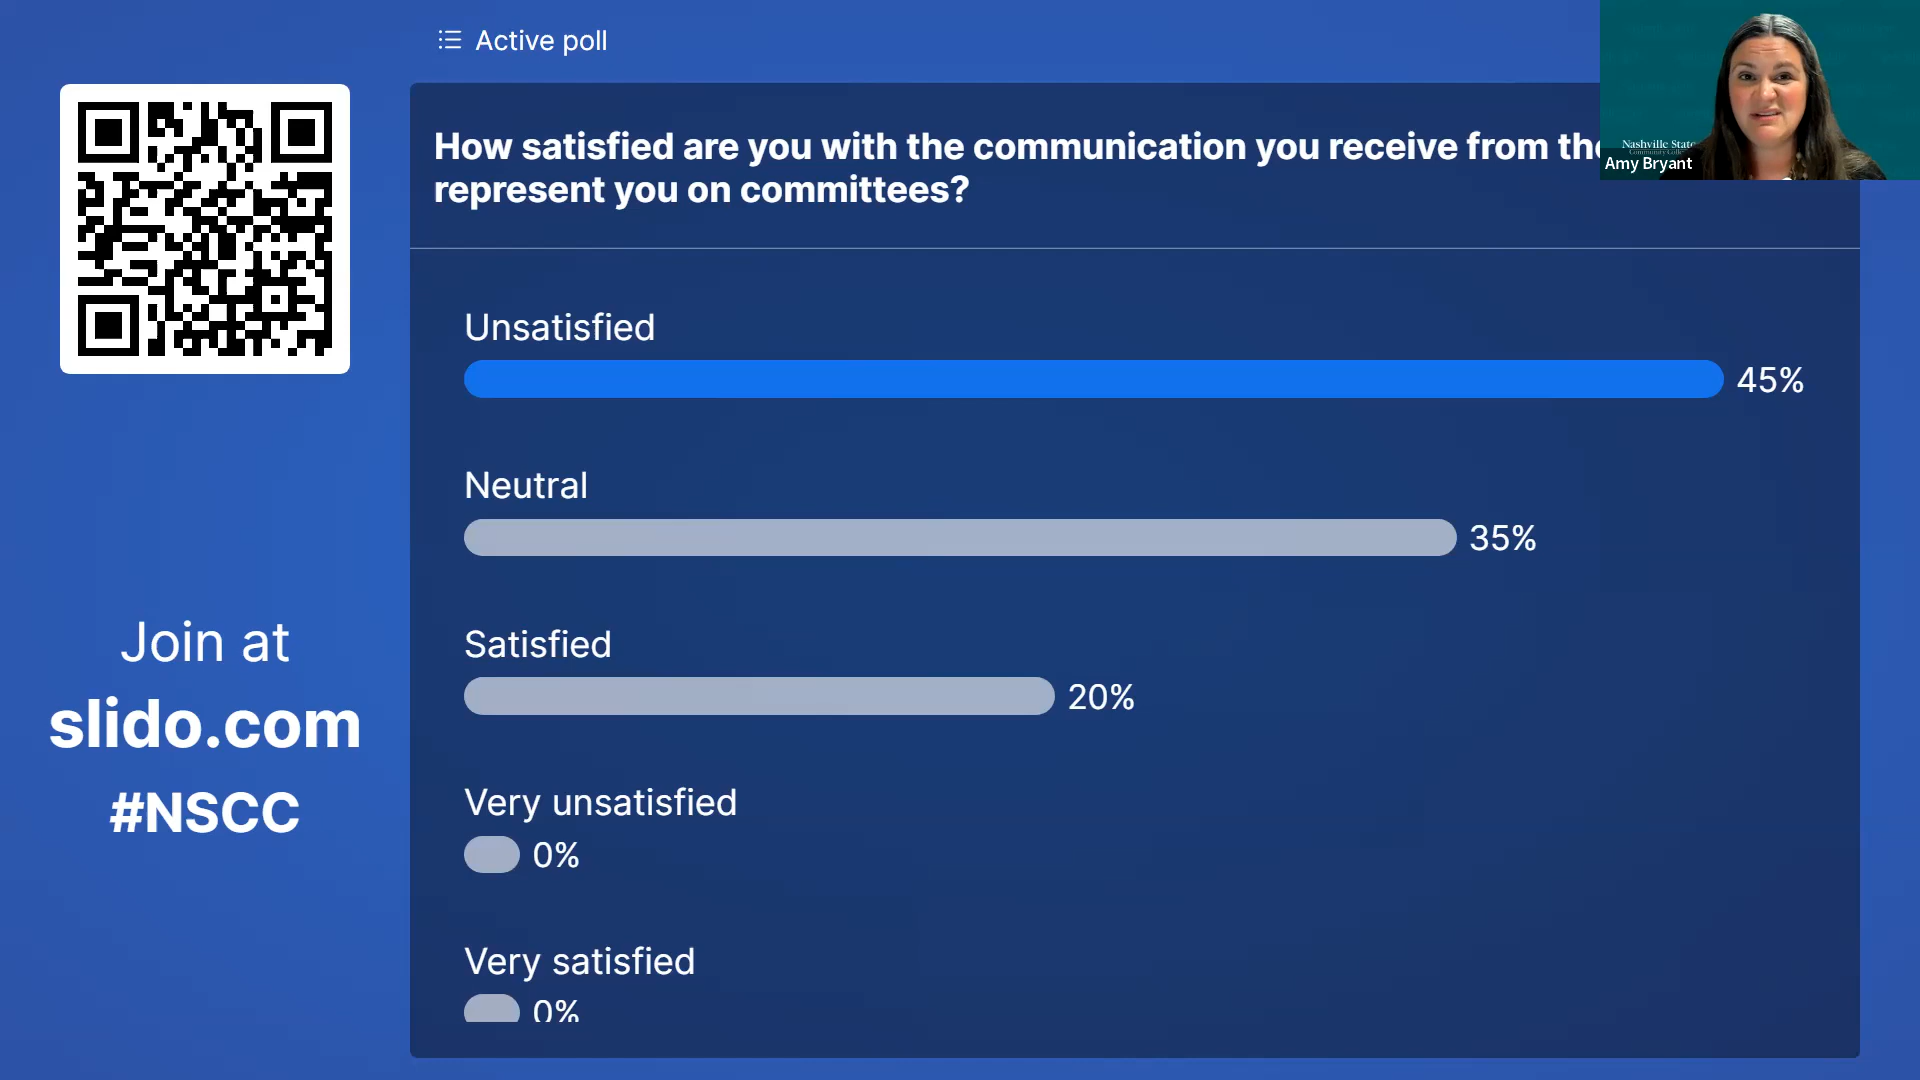 Active poll
How satisfied are you with the communication you receive from the
represent you on committees?
Unsatisfied
45%
Neutral
35%
Satisfied
20%
Very unsatisfied
0%
Very satisfied
0%
Join at
slido.com
#NSCC
Nashville State
Community College
Amy Bryant